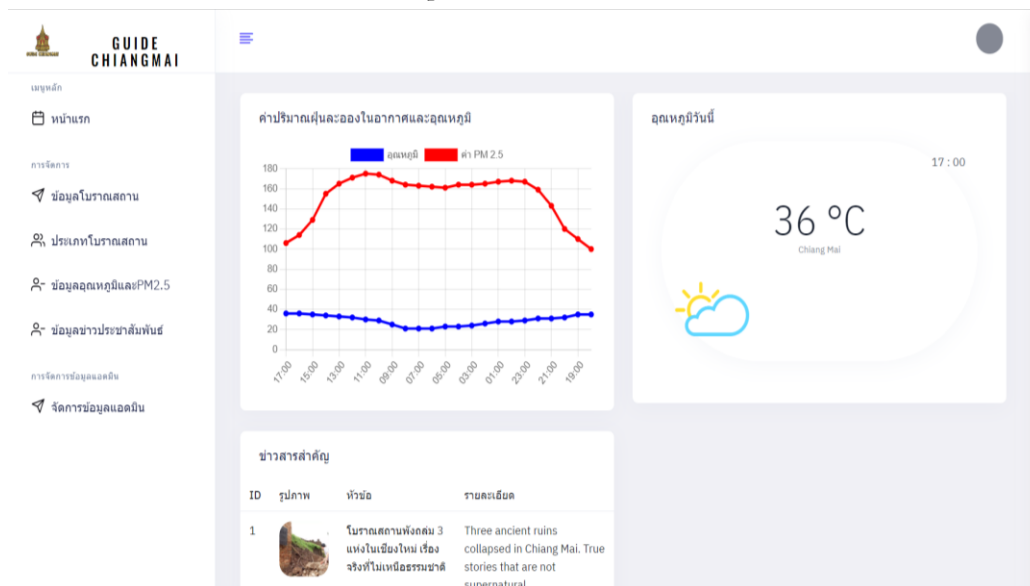 GUIDE
CHIANGMAI
เมนูหลัก
หน้าแรก
การจัดการ
ข้อมูลโบราณสถาน
ประเภทโบราณสถาน
ข้อมูลอุณหภูมิและPM2.5
ข้อมูลข่าวประชาสัมพันธ์
การจัดการข้อมูลแอดมิน
จัดการข้อมูลแอดมิน
ค่าปริมาณฝุ่นละอองในอากาศและอุณหภูมิ
อุณหภูมิ ค่า PM 2.5
180
160
140
120
100
80
60
40
20
0
17:00 15:00 13:00 11:00 09:00 07:00 05:00 03:00 01:00 23:00 21:00 19:00
อุณหภูมิวันนี้
17 : 00
36 °C
Chiang Mai
ข่าวสารสำคัญ
ID รูปภาพ หัวข้อ รายละเอียด
1
โบราณสถานพังถล่ม 3
แห่งในเชียงใหม่ เรื่อง
จริงที่ไม่เหนือธรรมชาติ
Three ancient ruins
collapsed in Chiang Mai. True
stories that are not
supernatural